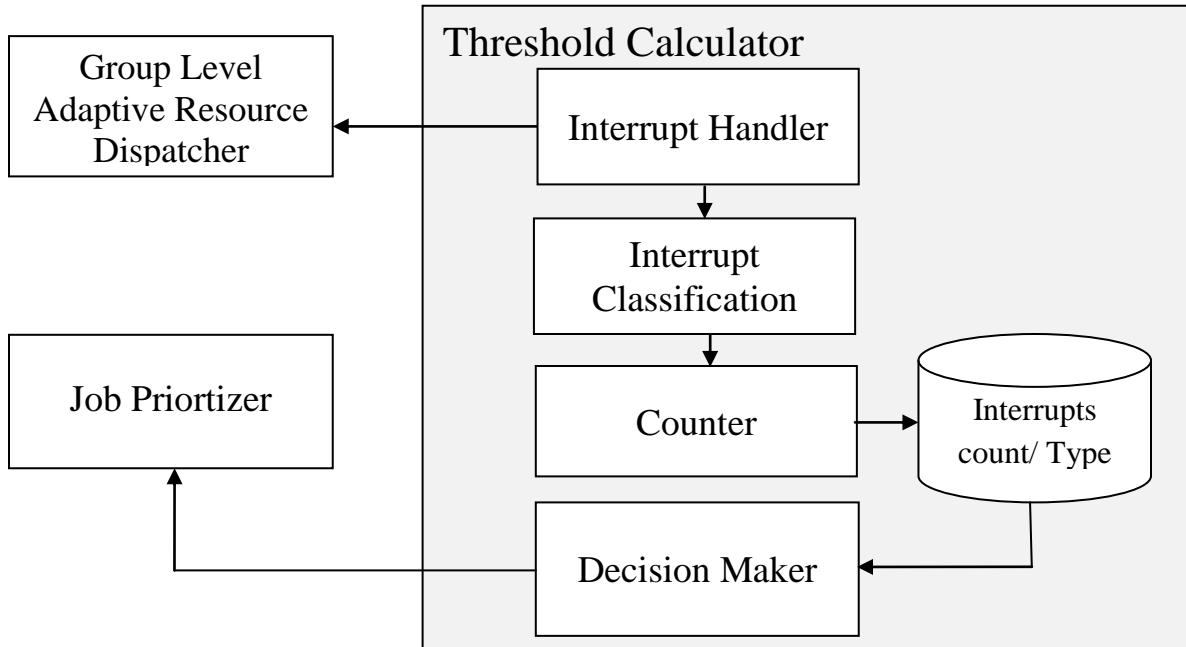 Threshold Calculator
Group Level
Adaptive Resource
Dispatcher
Interrupt Handler
Interrupt
Classification
Job Priortizer
Counter
Interrupts
count/ Type
Decision Maker